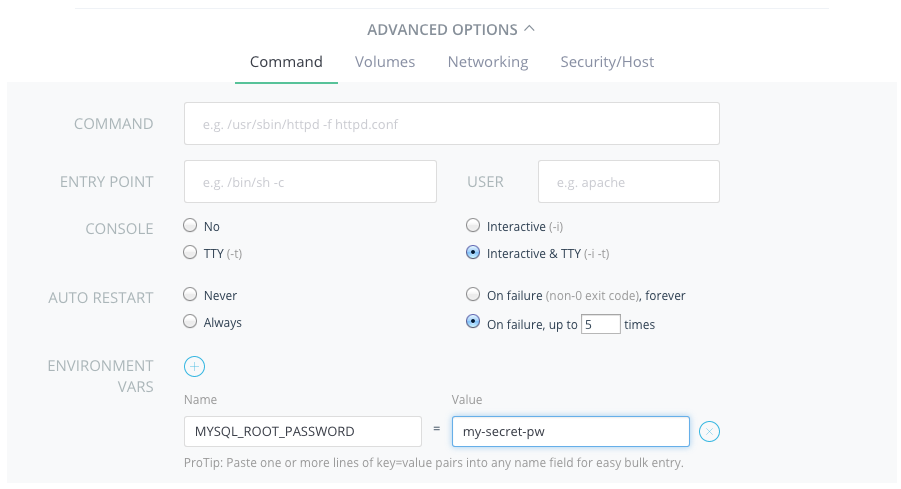 ADVANCED OPTIONS
Command Volumes Networking Security/Host
COMMAND e.g. /usr/sbin/httpd -f httpd.conf
ENTRY POINT e.g. /bin/sh -c USER e.g. apache
CONSOLE No Interactive (-i)
TTY (-t) Interactive & TTY (-i -t)
AUTO RESTART Never On failure (non-0 exit code), forever
Always On failure, up to 5 times
ENVIRONMENT
VARS
Name Value
MYSQL_ROOT_PASSWORD = my-secret-pw
ProTip: Paste one or more lines of key=value pairs into any name field for easy bulk entry.